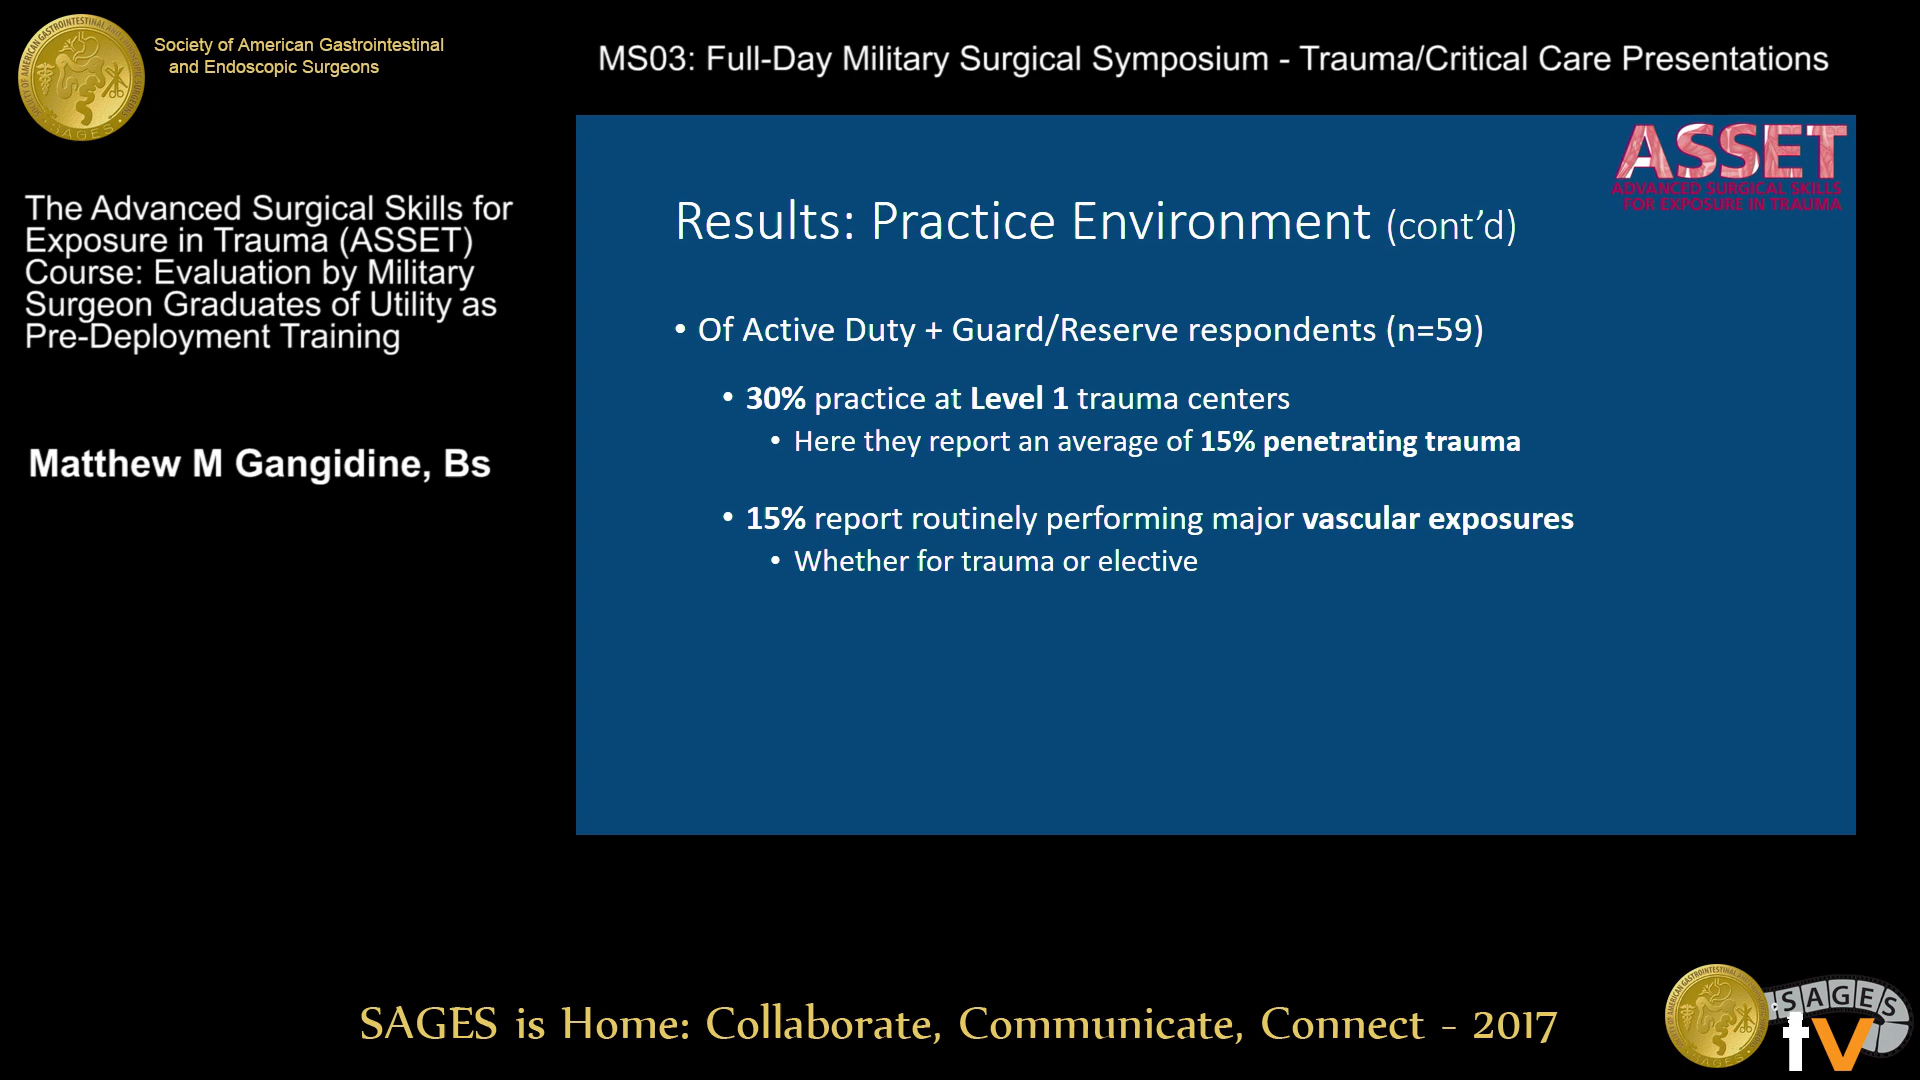 Society of American Gastrointestinal
and Endoscopic Surgeons
MS03: Full-Day Military Surgical Symposium - Trauma/Critical Care Presentations
The Advanced Surgical Skills for
Exposure in Trauma (ASSET)
Course: Evaluation by Military
Surgeon Graduates of Utility as
Pre-Deployment Training
Matthew M Gangidine, Bs
ASSET
ADVANCED SURGICAL SKILLS
FOR EXPOSURE IN TRAUMA
Results: Practice Environment (cont’d)
• Of Active Duty + Guard/Reserve respondents (n=59)
• 30% practice at Level 1 trauma centers
• Here they report an average of 15% penetrating trauma
• 15% report routinely performing major vascular exposures
• Whether for trauma or elective
SAGES is Home: Collaborate, Communicate, Connect - 2017
SAGES
tv